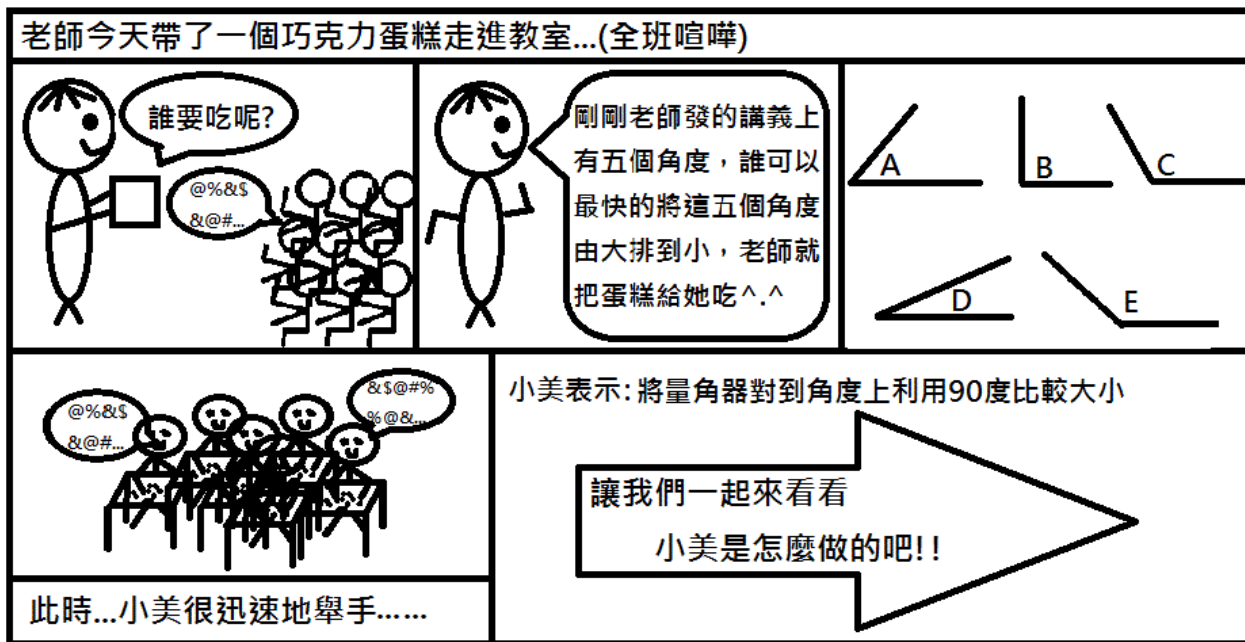 老師今天帶了一個巧克力蛋糕走進教室...(全班喧嘩)
誰要吃呢?
@%&$
&@#...
剛剛老師發的講義上
有五個角度，誰可以
最快的將這五個角度
由大排到小，老師就
把蛋糕給她吃^.^
A
B
C
D
E
@%&$
&@#...
&$@#%
%@&...
此時...小美很迅速地舉手......
小美表示: 將量角器對到角度上利用90度比較大小
讓我們一起來看看
小美是怎麼做的吧!!